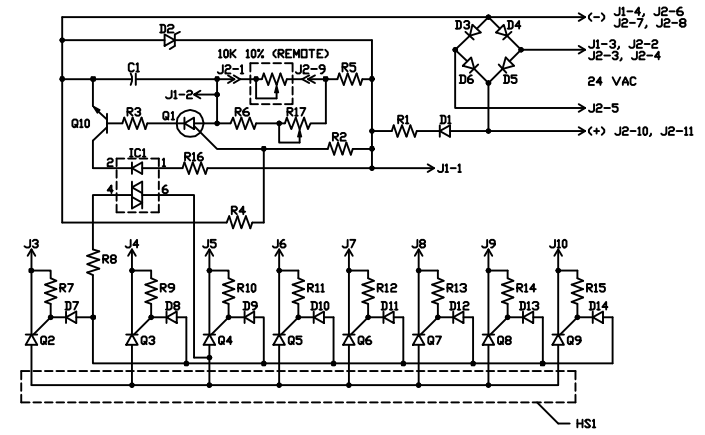 (-) J1-4, J2-6
J2-7, J2-8
D2
D3
D4
10K 10% (REMOTE)
J1-3, J2-2
J2-3, J2-4
C1
J2-1
J2-9
R5
D6
D5
24 VAC
J1-2
Q10
R3
Q1
R6
R17
J2-5
R1
D1
(+) J2-10, J2-11
R2
IC1
2
1
R16
J1-1
4
6
R4
J3
J4
J5
J6
J7
J8
J9
J10
R8
R7
R9
R10
R11
R12
R13
R14
R15
D7
D8
D9
D10
D11
D12
D13
D14
Q2
Q3
Q4
Q5
Q6
Q7
Q8
Q9
HS1